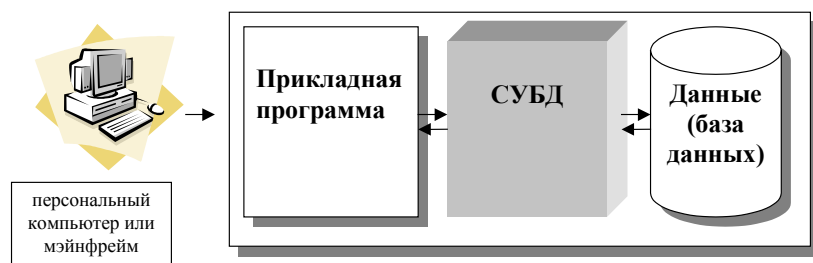 Прикладная
программа
СУБД
Данные
(база
данных)
персональный
компьютер или
мэйнфрейм